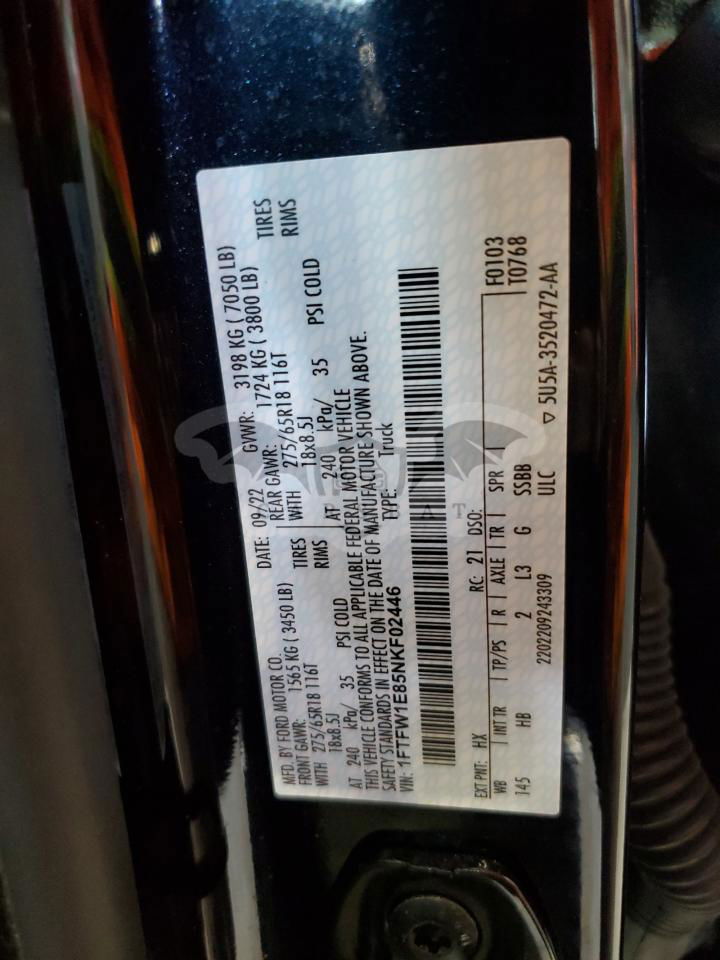 MFD. BY FORD MOTOR CO.
DATE: 09/22 GVWR: 3198 KG ( 7050 LB)
FRONT GAWR: REAR GAWR:
1565 KG ( 3450 LB) 1724 KG ( 3800 LB)
WITH 275/65R18 116T TIRES WITH 275/65R18 116T TIRES
18x8.5J RIMS 18x8.5J RIMS
AT 240 kPa/ 35 PSI COLD AT 240 kPa/ 35 PSI COLD
THIS VEHICLE CONFORMS TO ALL APPLICABLE FEDERAL MOTOR VEHICLE
SAFETY STANDARDS IN EFFECT ON THE DATE OF MANUFACTURE SHOWN ABOVE.
VIN: 1FTFW1E85NKF02446 TYPE: Truck
EXT PNT: HX RC: 21 DSO: F0103
WB INT TR TP/PS R AXLE TR SPR T0768
145 HB 2 L3 G SSBB
2202209243309 ULC 5U5A-3520472-AA